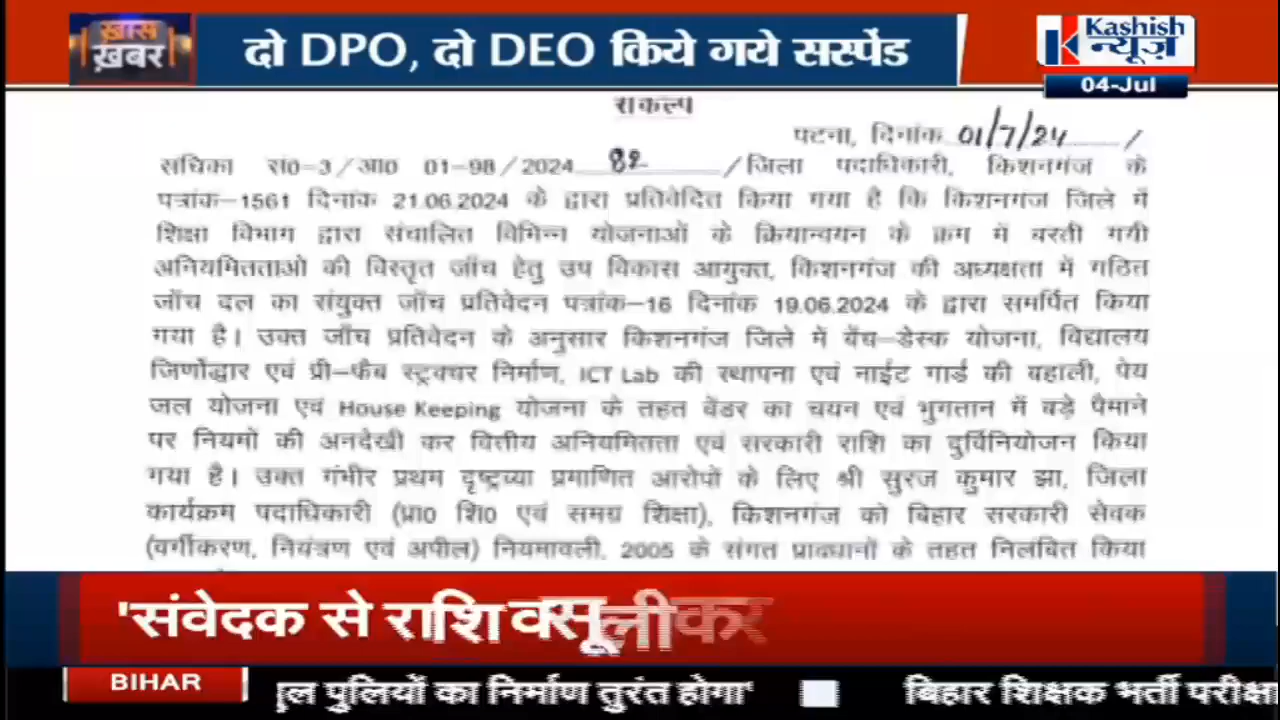 ख़ास
ख़बर
दो DPO, दो DEO किये गये सस्पेंड
Kashish
न्यूज़
04-Jul
संकल्प
पटना, दिनांक 01/7/24 /
संचिका सं0-3/आ0 01-98/2024 82 /जिला पदाधिकारी, किशनगंज के
पत्रांक-1561 दिनांक 21.06.2024 के द्वारा प्रतिवेदित किया गया है कि किशनगंज जिले में
शिक्षा विभाग द्वारा संचालित विभिन्न योजनाओं के क्रियान्वयन के क्रम में बरती गयी
अनियमितताओं की विस्तृत जाँच हेतु उप विकास आयुक्त, किशनगंज की अध्यक्षता में गठित
जाँच दल का संयुक्त जाँच प्रतिवेदन पत्रांक-16 दिनांक 19.06.2024 के द्वारा समर्पित किया
गया है। उक्त जाँच प्रतिवेदन के अनुसार किशनगंज जिले में बेंच-डेस्क योजना, विद्यालय
जिर्णोद्धार एवं प्री-फैब स्ट्रक्चर निर्माण, ICT Lab की स्थापना एवं नाईट गार्ड की बहाली, पेय
जल योजना एवं House Keeping योजना के तहत वेंडर का चयन एवं भुगतान में बड़े पैमाने
पर नियमों की अनदेखी कर वित्तीय अनियमितता एवं सरकारी राशि का दुर्विनियोजन किया
गया है। उक्त गंभीर प्रथम दृष्ट्रव्या प्रमाणित आरोपों के लिए श्री सुरज कुमार झा, जिला
कार्यक्रम पदाधिकारी (प्रा0 शि0 एवं समग्र शिक्षा), किशनगंज को बिहार सरकारी सेवक
(वर्गीकरण, नियंत्रण एवं अपील) नियमावली, 2005 के संगत प्रावधानों के तहत निलंबित किया
'संवेदक से राशि वसूली कर
BIHAR
पुलियों का निर्माण तुरंत होगा' बिहार शिक्षक भर्ती परीक्षा